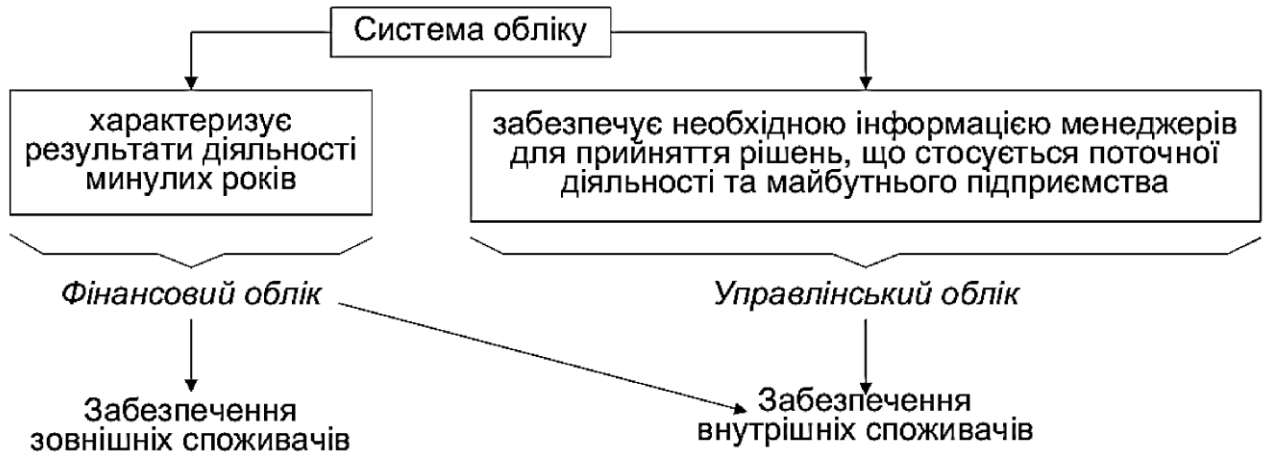 Система обліку
характеризує
результати діяльності
минулих років
забезпечує необхідною інформацією менеджерів
для прийняття рішень, що стосується поточної
діяльності та майбутнього підприємства
Фінансовий облік
Управлінський облік
Забезпечення
зовнішніх споживачів
Забезпечення
внутрішніх споживачів